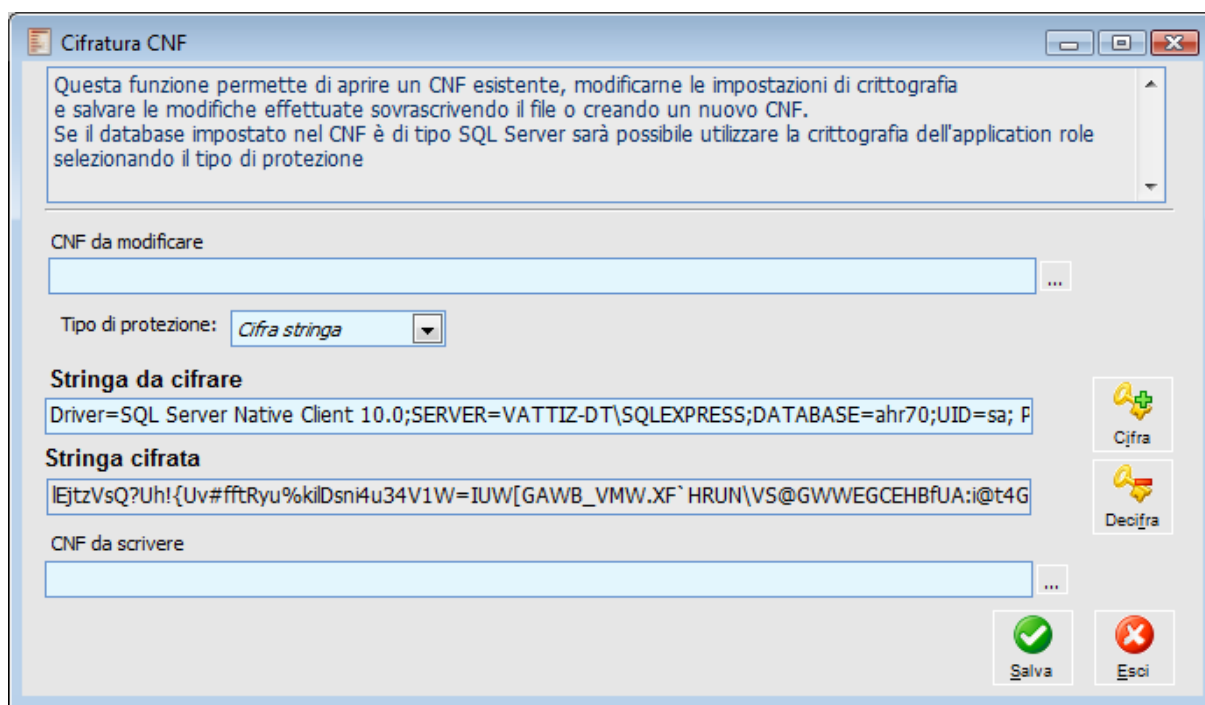 Cifratura CNF
Questa funzione permette di aprire un CNF esistente, modificarne le impostazioni di crittografia
e salvare le modifiche effettuate sovrascrivendo il file o creando un nuovo CNF.
Se il database impostato nel CNF è di tipo SQL Server sarà possibile utilizzare la crittografia dell'application role
selezionando il tipo di protezione
CNF da modificare
...
Tipo di protezione: Cifra stringa
Stringa da cifrare
Driver=SQL Server Native Client 10.0;SERVER=VATTIZ-DT\SQLEXPRESS;DATABASE=ahr70;UID=sa; P
Cifra
Stringa cifrata
lEjtzVsQ?Uh!{Uv#fftRyu%kilDsni4u34V1W=IUW[GAWB_VMW.XF`HRUN\VS@GWWEGCEHBfUA:i@t4G
Decifra
CNF da scrivere
...
Salva
Esci